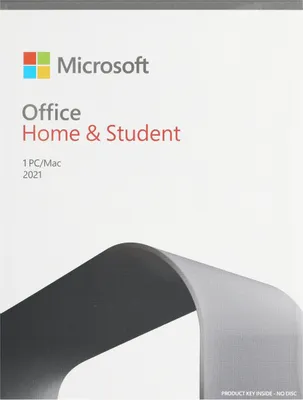 Microsoft
Office
Home & Student
1 PC/Mac
2021
PRODUCT KEY INSIDE - NO DISC